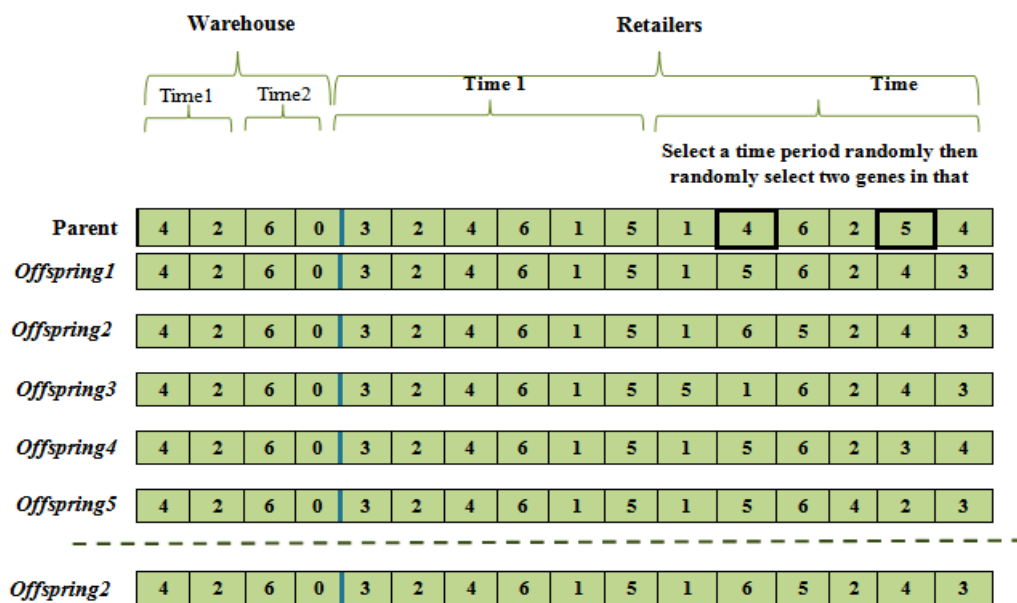 Warehouse Retailers
Time1 Time2 Time 1 Time
Select a time period randomly then
randomly select two genes in that
Parent 4 2 6 0 3 2 4 6 1 5 1 4 6 2 5 4
Offspring1 4 2 6 0 3 2 4 6 1 5 1 5 6 2 4 3
Offspring2 4 2 6 0 3 2 4 6 1 5 1 6 5 2 4 3
Offspring3 4 2 6 0 3 2 4 6 1 5 5 1 6 2 4 3
Offspring4 4 2 6 0 3 2 4 6 1 5 1 5 6 2 3 4
Offspring5 4 2 6 0 3 2 4 6 1 5 1 5 6 4 2 3
Offspring2 4 2 6 0 3 2 4 6 1 5 1 6 5 2 4 3